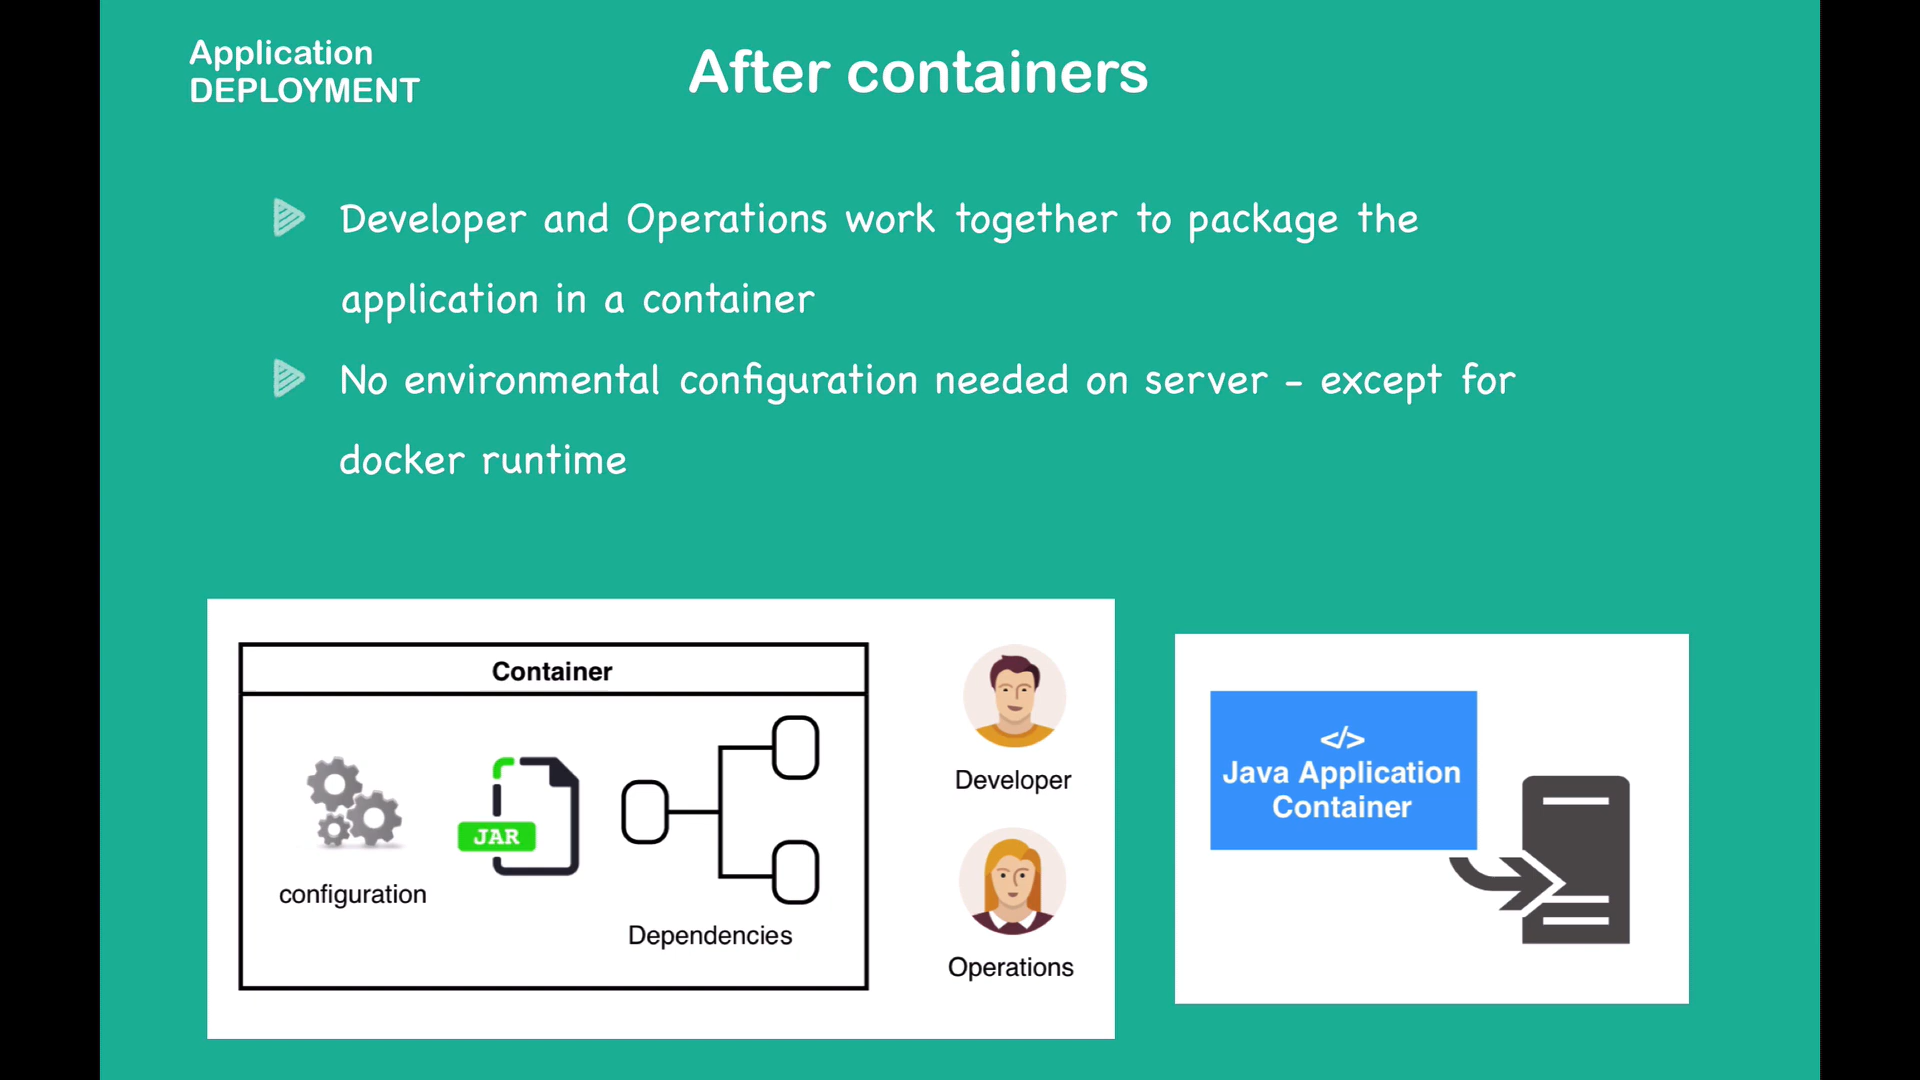 Application
DEPLOYMENT
After containers
Developer and Operations work together to package the
application in a container
No environmental configuration needed on server - except for
docker runtime
Container
configuration
JAR
Dependencies
Developer
Operations
</>
Java Application
Container